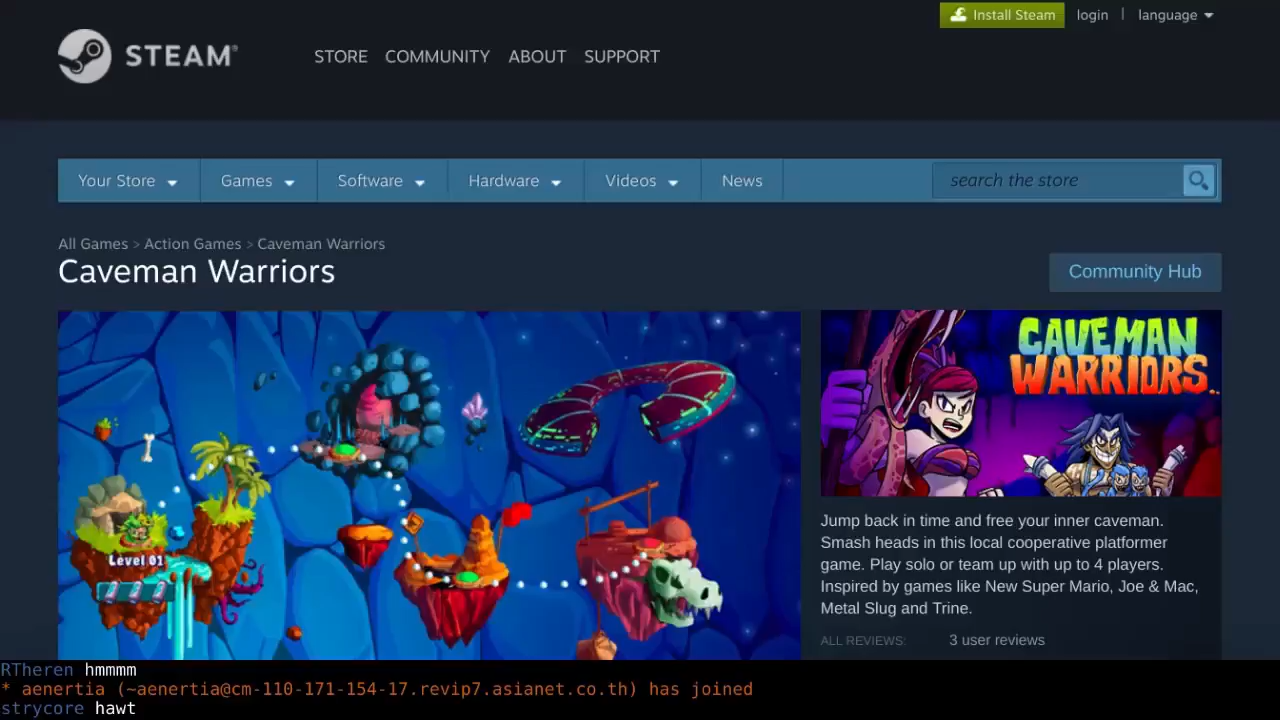 Install Steam login | language
STEAM®
STORE COMMUNITY ABOUT SUPPORT
Your Store Games Software Hardware Videos News search the store
All Games > Action Games > Caveman Warriors
Caveman Warriors
Community Hub
CAVEMAN
WARRIORS
Level 01
Jump back in time and free your inner caveman.
Smash heads in this local cooperative platformer
game. Play solo or team up with up to 4 players.
Inspired by games like New Super Mario, Joe & Mac,
Metal Slug and Trine.
ALL REVIEWS: 3 user reviews
RTheren hmmmm
* aenertia (~aenertia@cm-110-171-154-17.revip7.asianet.co.th) has joined
strycore hawt